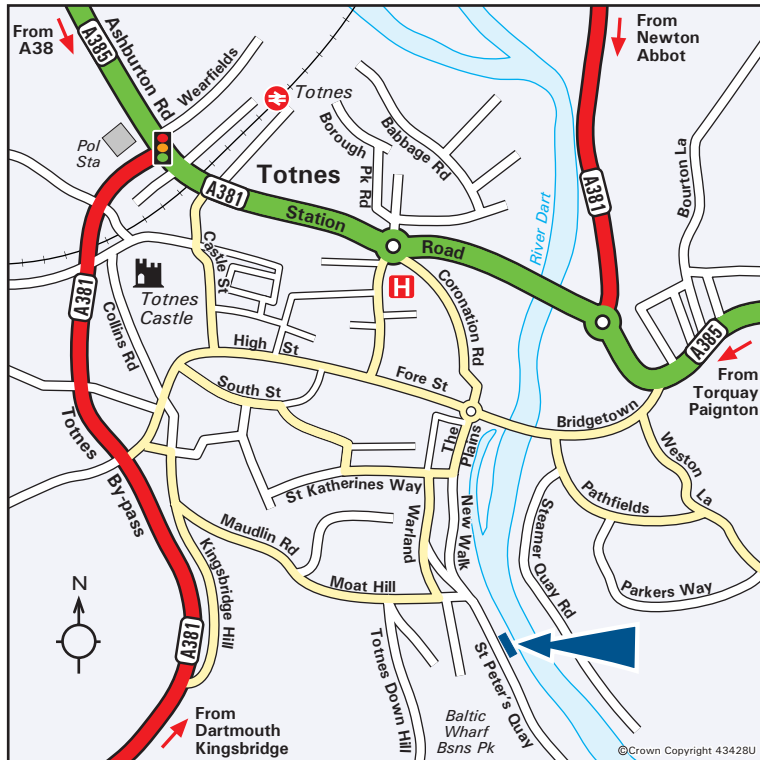 From
A38
A385
Ashburton Rd
Wearfields
Totnes
Pol
Sta
Totnes
From
Newton
Abbot
Borough
Pk Rd
Babbage Rd
Bourton La
A381
Station
Road
River Dart
A381
Castle St
Totnes
Castle
Collins Rd
A381
H
Coronation Rd
High St
Fore St
South St
A385
From
Torquay
Paignton
Bridgetown
The
Plains
Totnes
By-pass
St Katherines Way
Warland
New Walk
Weston
La
Pathfields
Steamer Quay Rd
Parkers Way
Maudlin Rd
Moat Hill
Kingsbridge Hill
N
A381
Totnes Down Hill
St Peter's Quay
From
Dartmouth
Kingsbridge
Baltic
Wharf
Bsns Pk
©Crown Copyright 43428U